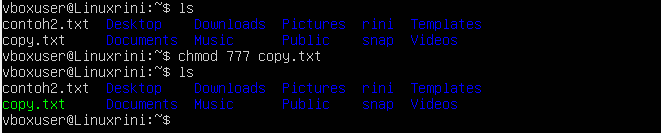 vboxuser@Linuxrini:~$ ls
contoh2.txt  Desktop    Downloads  Pictures  rini  Templates
copy.txt     Documents  Music      Public    snap  Videos
vboxuser@Linuxrini:~$ chmod 777 copy.txt
vboxuser@Linuxrini:~$ ls
contoh2.txt  Desktop    Downloads  Pictures  rini  Templates
copy.txt     Documents  Music      Public    snap  Videos
vboxuser@Linuxrini:~$